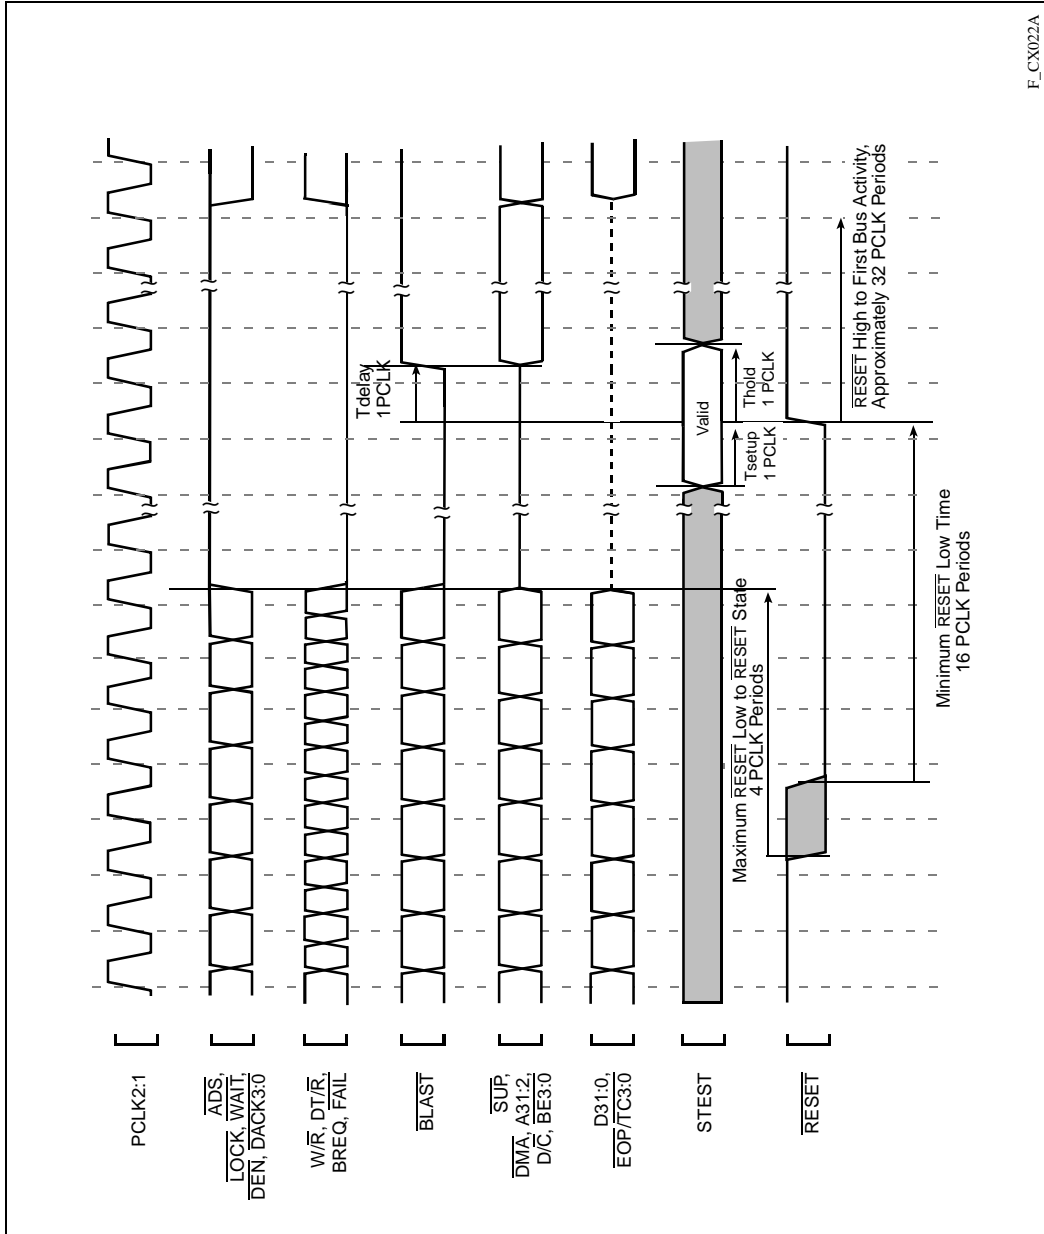 PCLK2:1
ADS,
LOCK, WAIT,
DEN, DACK3:0
W/R, DT/R,
BREQ, FAIL
BLAST
SUP,
DMA, A31:2,
D/C, BE3:0
D31:0,
EOP/TC3:0
STEST
RESET
Tdelay
1PCLK
Valid
Tsetup
1 PCLK
Thold
1 PCLK
Maximum RESET Low to RESET State
4 PCLK Periods
RESET High to First Bus Activity,
Approximately 32 PCLK Periods
Minimum RESET Low Time
16 PCLK Periods
F_CX022A